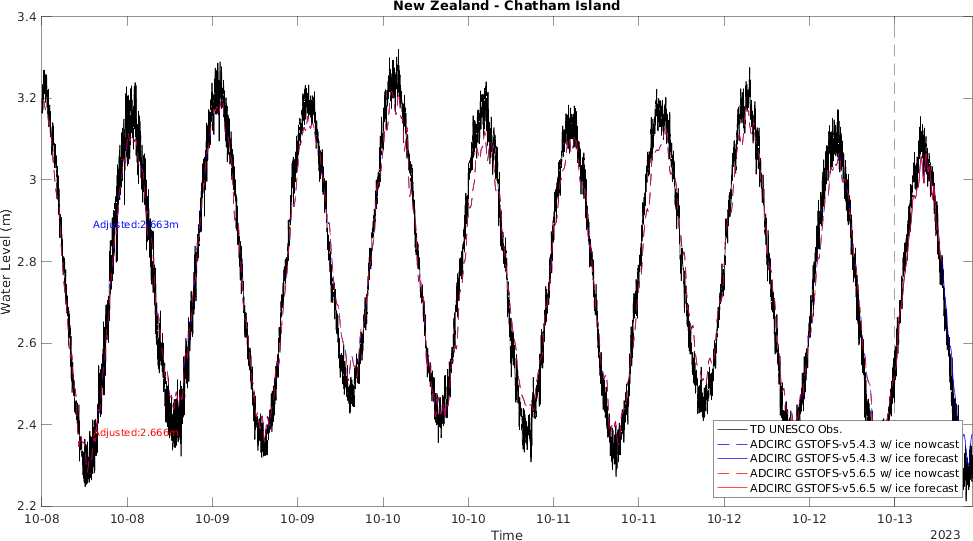 New Zealand - Chatham Island
3.4
3.2
3
2.8
2.6
2.4
2.2
Water Level (m)
Adjusted:2.663m
Adjusted:2.666m
TD UNESCO Obs.
ADCIRC GSTOFS-v5.4.3 w/ ice nowcast
ADCIRC GSTOFS-v5.4.3 w/ ice forecast
ADCIRC GSTOFS-v5.6.5 w/ ice nowcast
ADCIRC GSTOFS-v5.6.5 w/ ice forecast
10-08 10-08 10-09 10-09 10-10 10-10 10-11 10-11 10-12 10-12 10-13
Time
2023